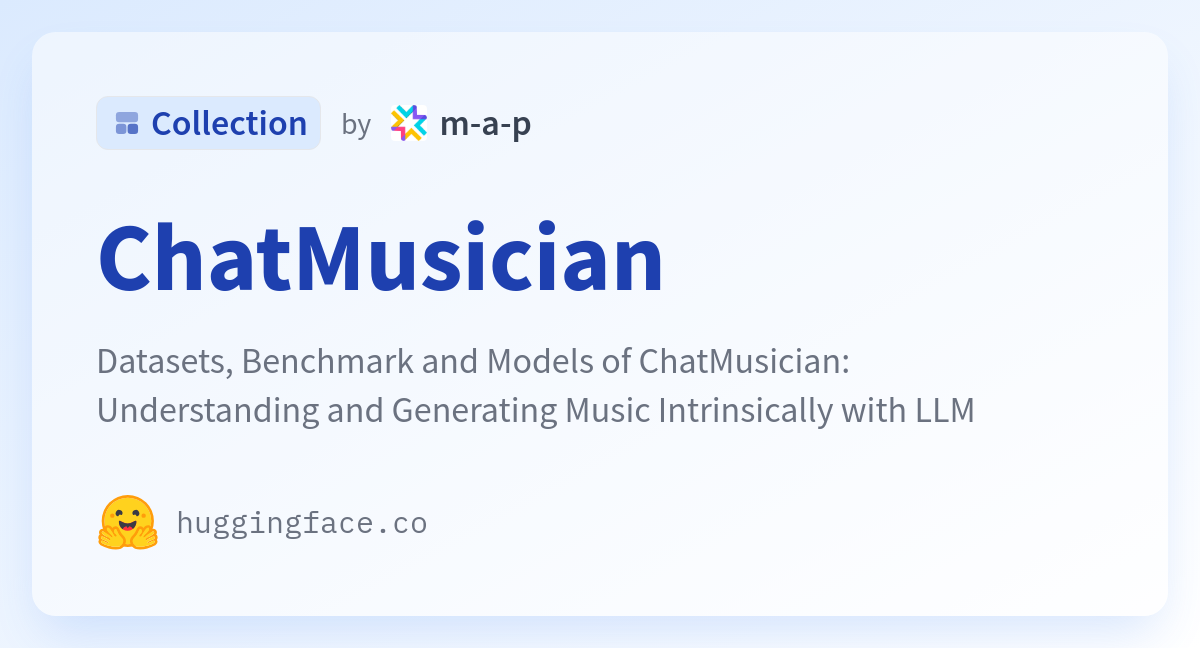 Collection by m-a-p
ChatMusician
Datasets, Benchmark and Models of ChatMusician:
Understanding and Generating Music Intrinsically with LLM
huggingface.co